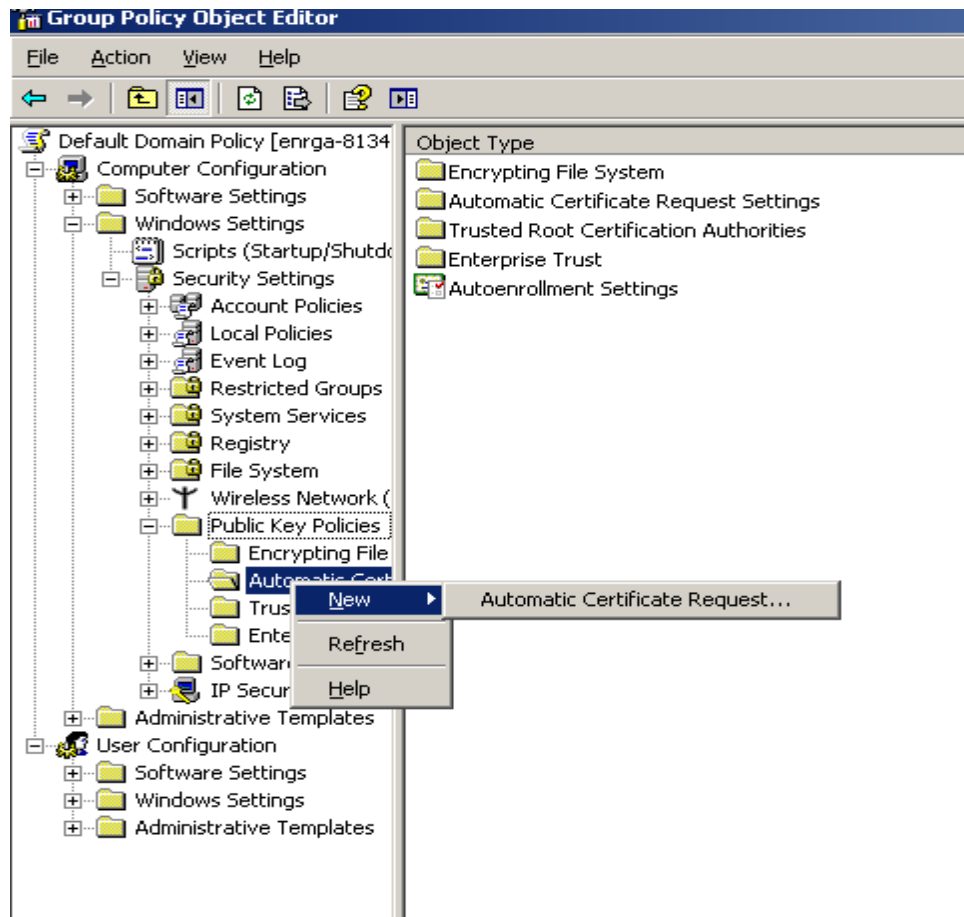 Group Policy Object Editor
File Action View Help
Default Domain Policy [enrga-8134
Computer Configuration
Software Settings
Windows Settings
Scripts (Startup/Shutd
Security Settings
Account Policies
Local Policies
Event Log
Restricted Groups
System Services
Registry
File System
Wireless Network (
Public Key Policies
Encrypting File
Automatic Cert
Trus
Ente
Software
IP Secur
Administrative Templates
User Configuration
Software Settings
Windows Settings
Administrative Templates
New
Refresh
Help
Automatic Certificate Request...
Object Type
Encrypting File System
Automatic Certificate Request Settings
Trusted Root Certification Authorities
Enterprise Trust
Autoenrollment Settings